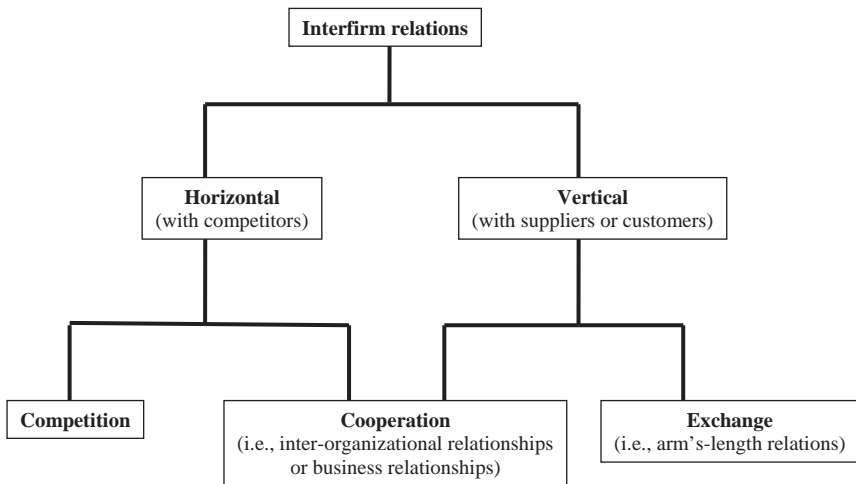 Interfirm relations
Horizontal
(with competitors)
Vertical
(with suppliers or customers)
Competition
Cooperation
(i.e., inter-organizational relationships
or business relationships)
Exchange
(i.e., arm's-length relations)